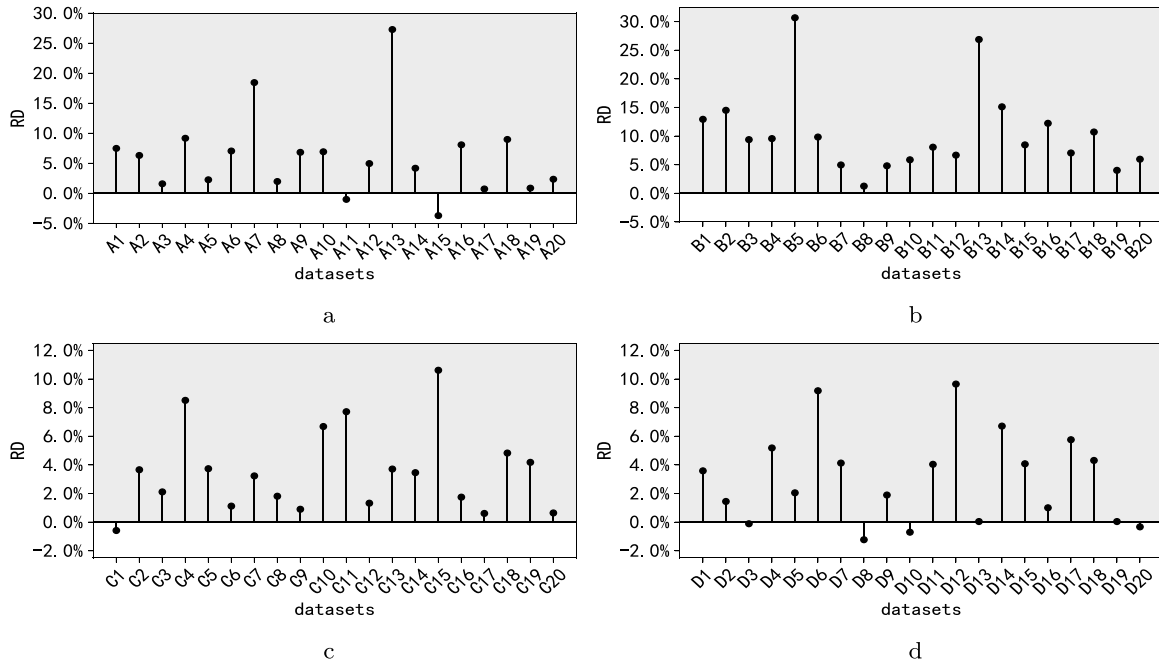 30.0%
25.0%
20.0%
15.0%
10.0%
5.0%
0.0%
−5.0%
RD
A1 A2 A3 A4 A5 A6 A7 A8 A9 A10 A11 A12 A13 A14 A15 A16 A17 A18 A19 A20
datasets
a
30.0%
25.0%
20.0%
15.0%
10.0%
5.0%
0.0%
−5.0%
RD
B1 B2 B3 B4 B5 B6 B7 B8 B9 B10 B11 B12 B13 B14 B15 B16 B17 B18 B19 B20
datasets
b
12.0%
10.0%
8.0%
6.0%
4.0%
2.0%
0.0%
−2.0%
RD
C1 C2 C3 C4 C5 C6 C7 C8 C9 C10 C11 C12 C13 C14 C15 C16 C17 C18 C19 C20
datasets
c
12.0%
10.0%
8.0%
6.0%
4.0%
2.0%
0.0%
−2.0%
RD
D1 D2 D3 D4 D5 D6 D7 D8 D9 D10 D11 D12 D13 D14 D15 D16 D17 D18 D19 D20
datasets
d